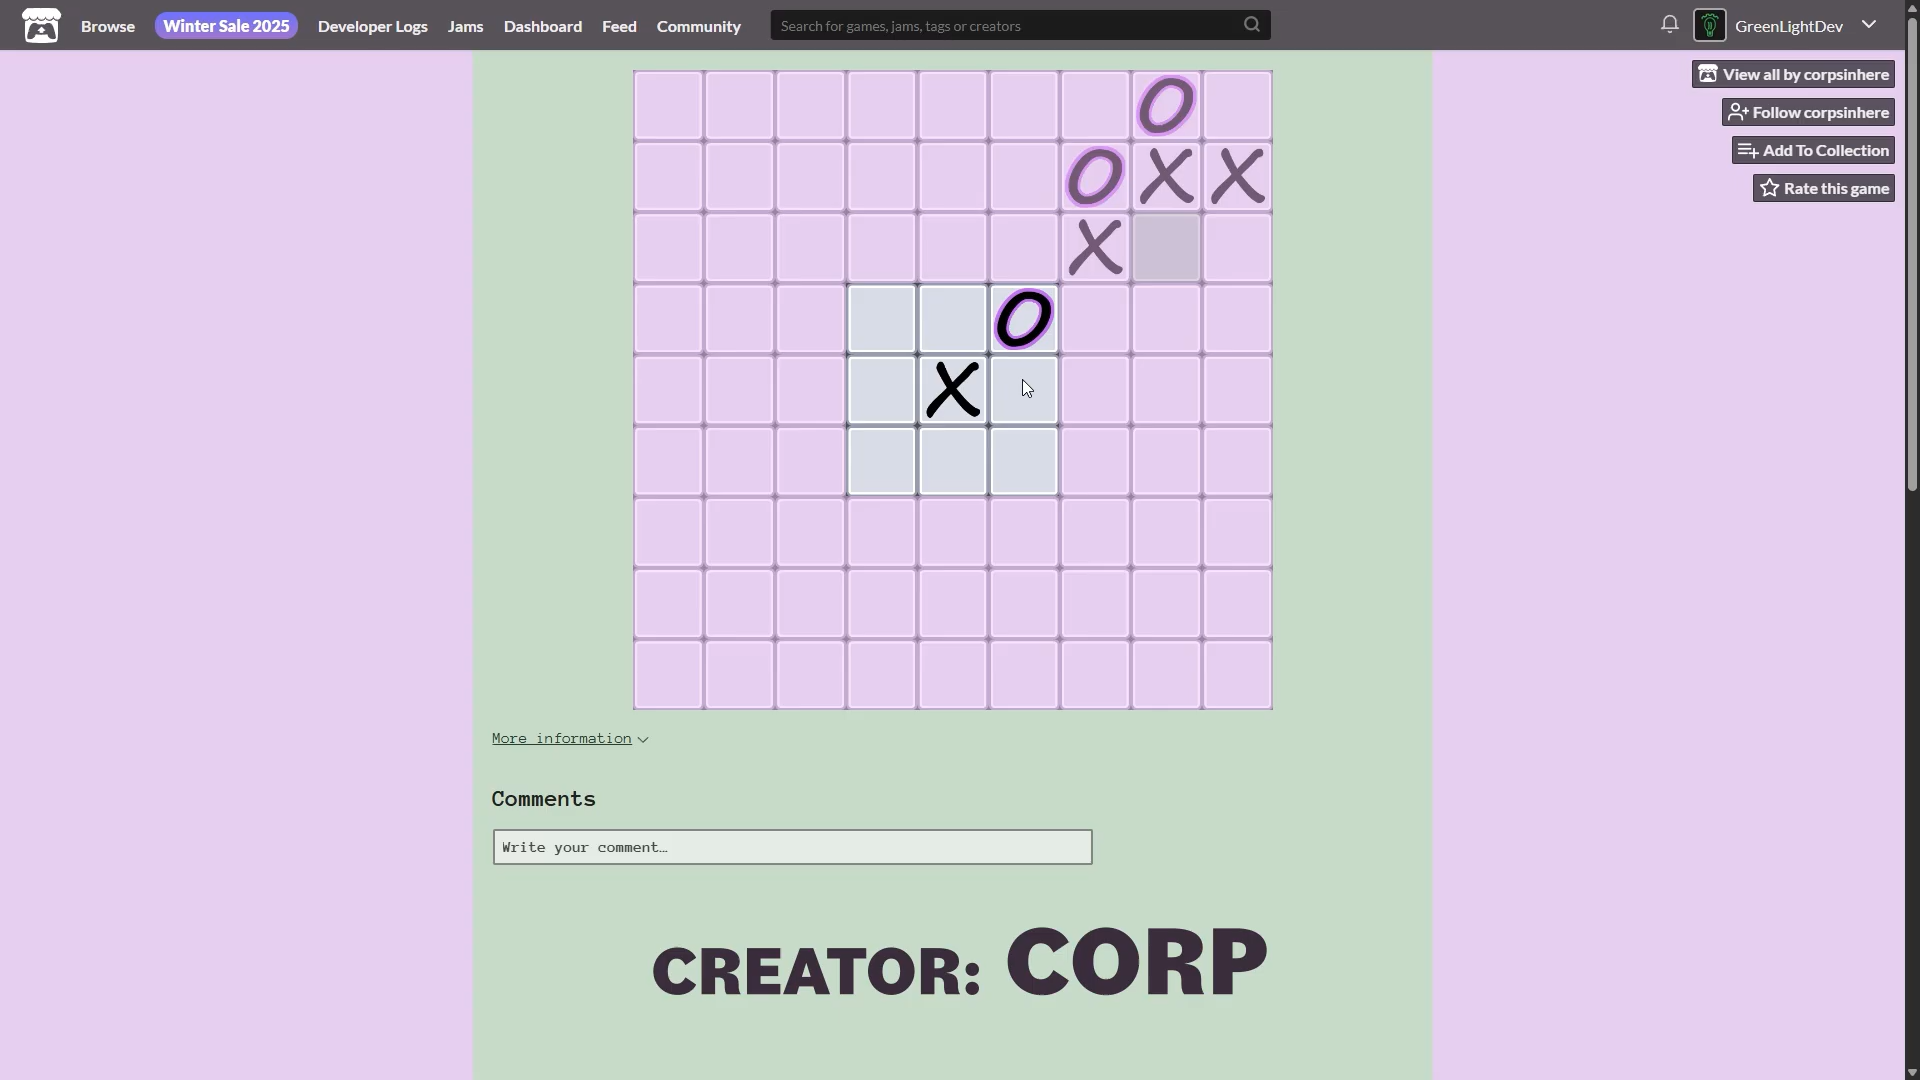 Browse Winter Sale 2025 Developer Logs Jams Dashboard Feed Community Search for games, jams, tags or creators GreenLightDev
View all by corpsinhere
Follow corpsinhere
Add To Collection
Rate this game
O
O X X
X
O
X
More information
Comments
Write your comment…
CREATOR: CORP